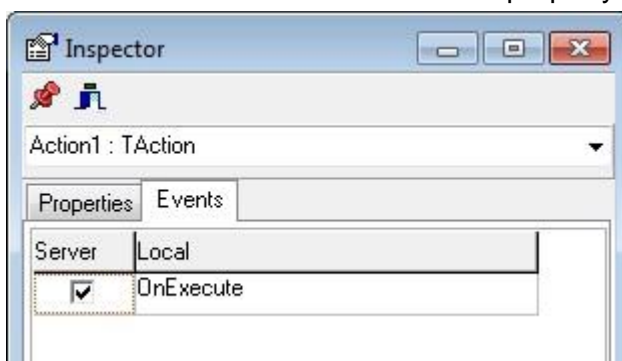 Inspector
Action1 : TAction
Properties Events
Server Local
OnExecute